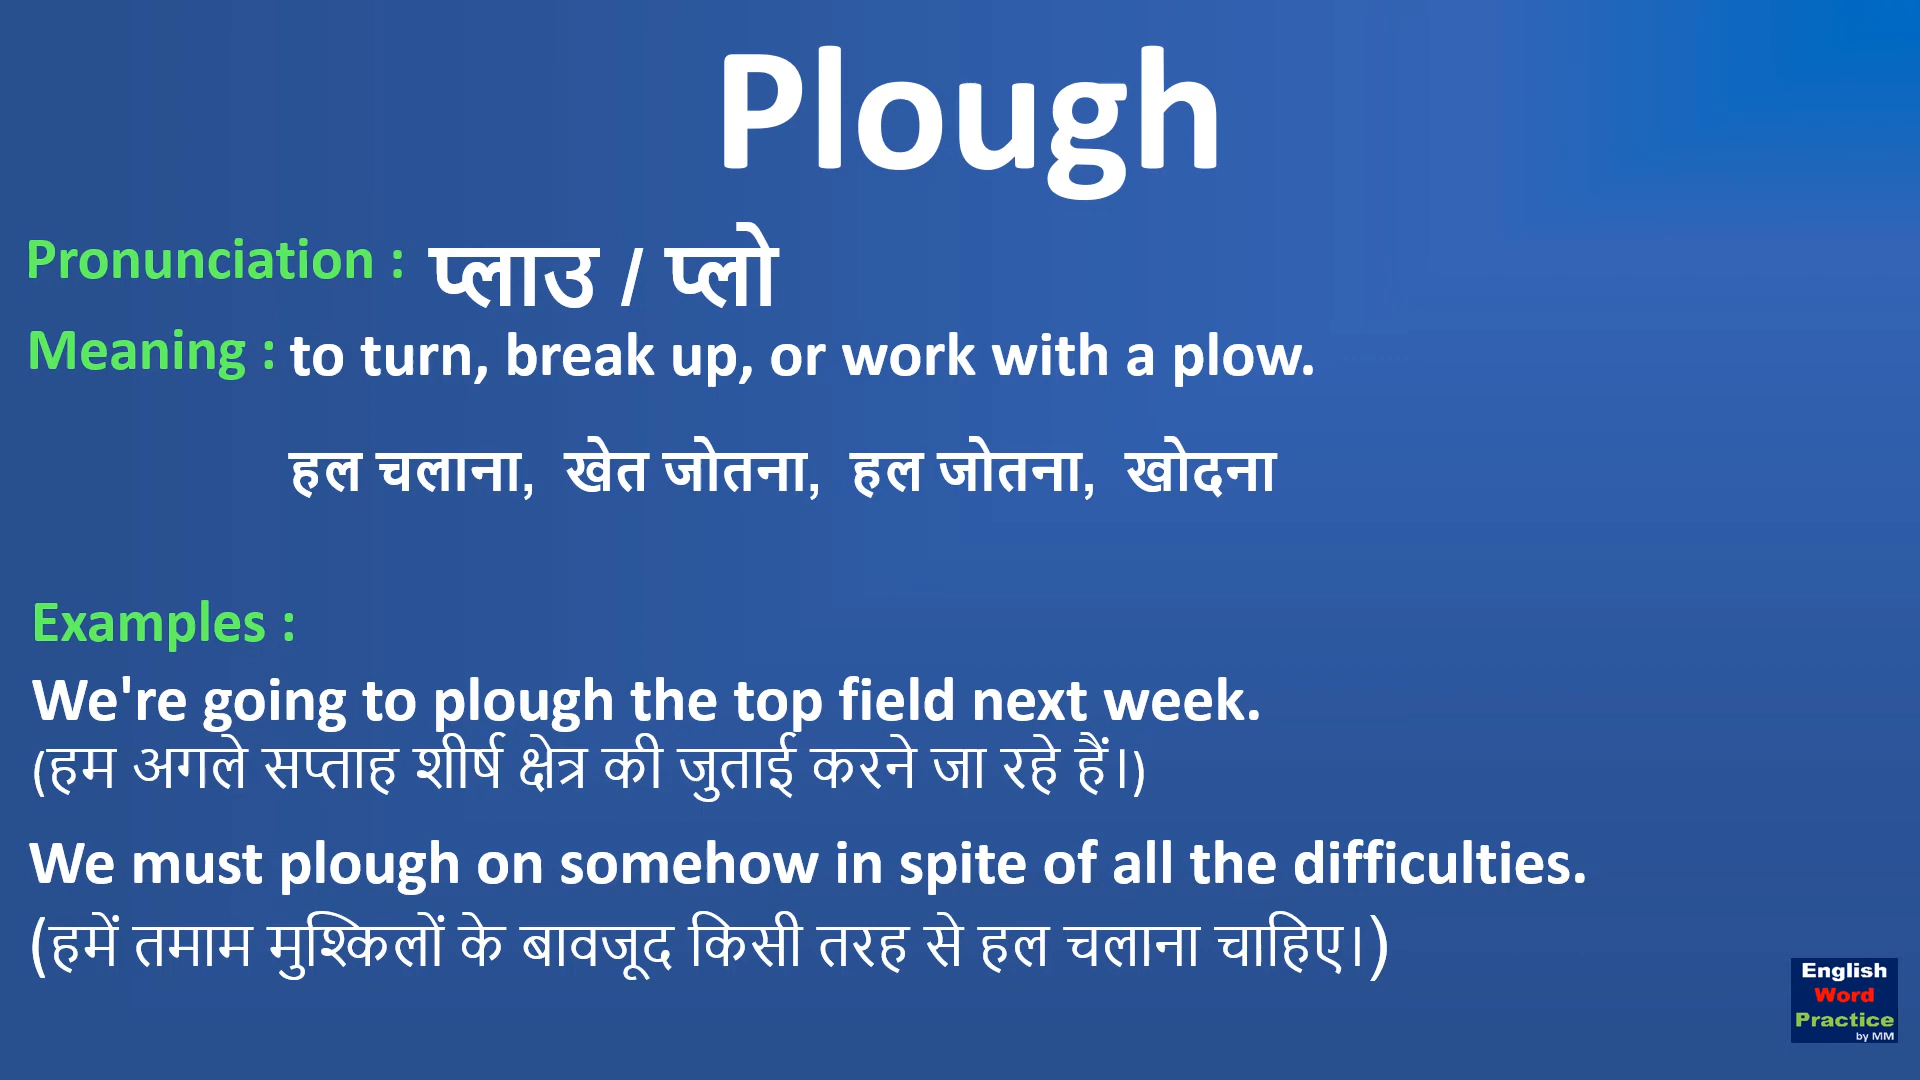 Plough
Pronunciation : प्लाउ / प्लो
Meaning : to turn, break up, or work with a plow.
हल चलाना, खेत जोतना, हल जोतना, खोदना
Examples :
We're going to plough the top field next week.
(हम अगले सप्ताह शीर्ष क्षेत्र की जुताई करने जा रहे हैं।)
We must plough on somehow in spite of all the difficulties.
(हमें तमाम मुश्किलों के बावजूद किसी तरह से हल चलाना चाहिए।)
English
Word
Practice
by MM